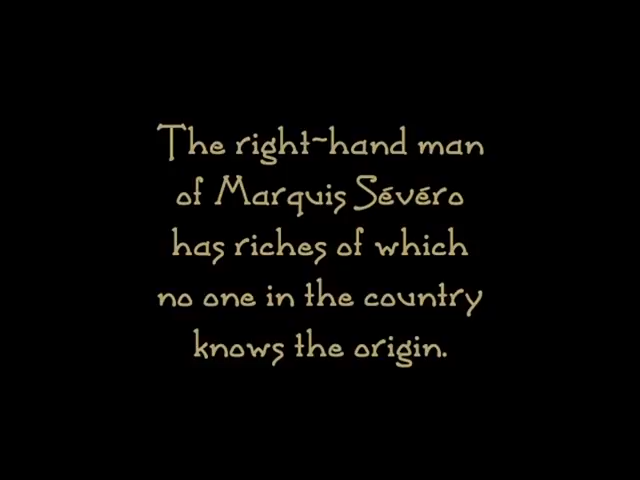 The right-hand man
of Marquis Sévéro
has riches of which
no one in the country
knows the origin.